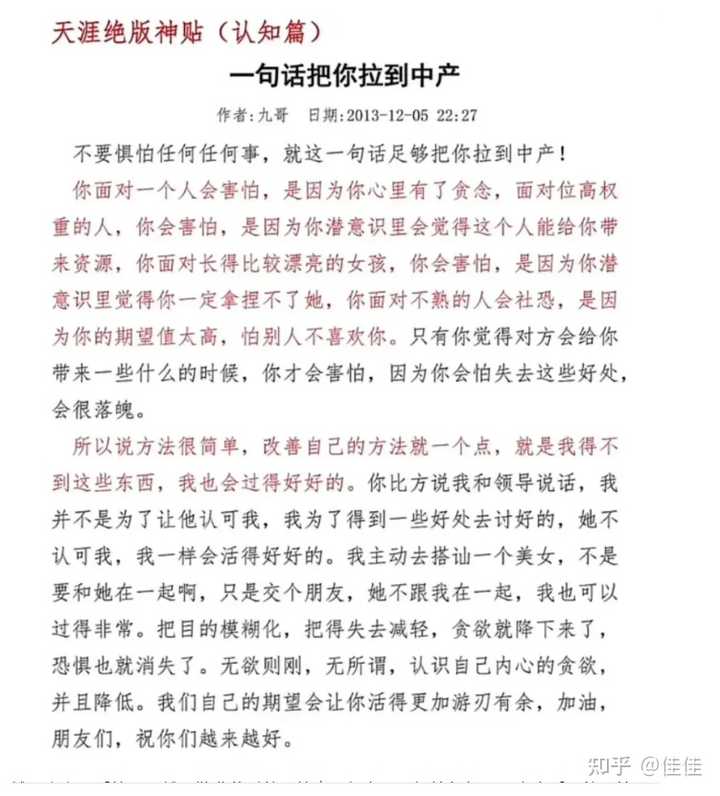 天涯绝版神贴（认知篇）
一句话把你拉到中产
作者:九哥 日期:2013-12-05 22:27
不要惧怕任何任何事，就这一句话足够把你拉到中产！
你面对一个人会害怕，是因为你心里有了贪念，面对位高权
重的人，你会害怕，是因为你潜意识里会觉得这个人能给你带
来资源，你面对长得比较漂亮的女孩，你会害怕，是因为你潜
意识里觉得你一定拿捏不了她，你面对不熟的人会社恐，是因
为你的期望值太高，怕别人不喜欢你。只有你觉得对方会给你
带来一些什么的时候，你才会害怕，因为你会怕失去这些好处，
会很落魄。
所以说方法很简单，改善自己的方法就一个点，就是我得不
到这些东西，我也会过得好好的。你比方说我和领导说话，我
并不是为了让他认可我，我为了得到一些好处去讨好的，她不
认可我，我一样会活得好好的。我主动去搭讪一个美女，不是
要和她在一起啊，只是交个朋友，她不跟我在一起，我也可以
过得非常。把目的模糊化，把得失去减轻，贪欲就降下来了，
恐惧也就消失了。无欲则刚，无所谓，认识自己内心的贪欲，
并且降低。我们自己的期望会让你活得更加游刃有余，加油，
朋友们，祝你们越来越好。
知乎 @佳佳